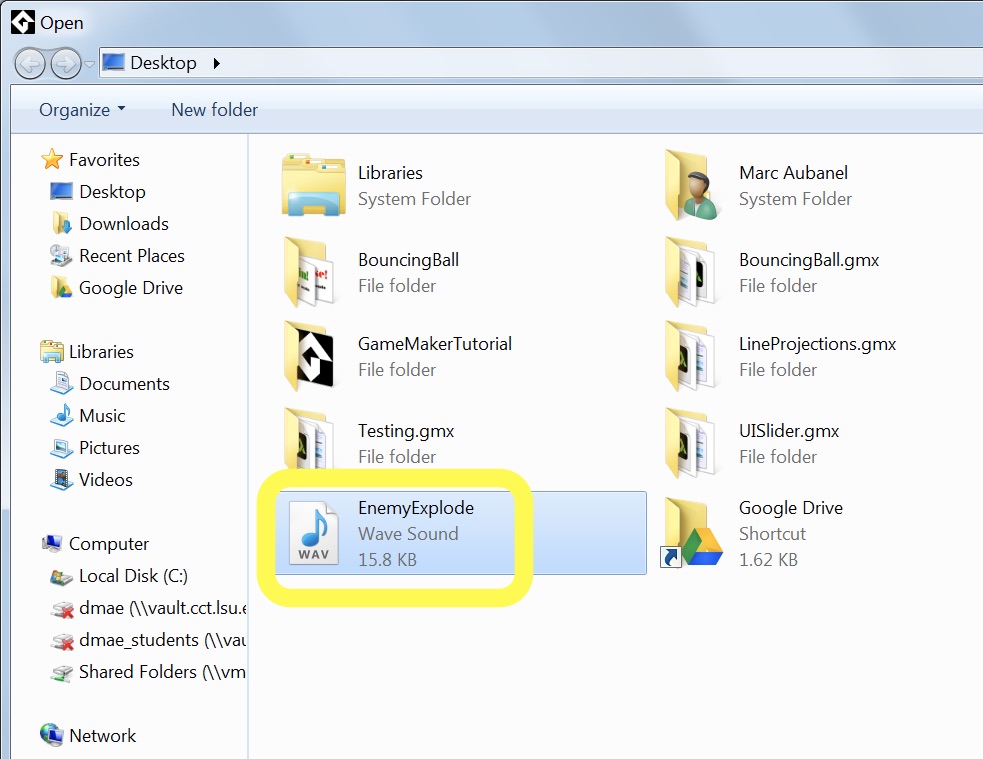 Open
Desktop
Organize
New folder
Favorites
Desktop
Downloads
Recent Places
Google Drive
Libraries
Documents
Music
Pictures
Videos
Computer
Local Disk (C:)
dmae (\\vault.cct.lsu.e
dmae_students (\\vau
Shared Folders (\\vm
Network
Libraries
System Folder
Marc Aubanel
System Folder
BouncingBall
File folder
BouncingBall.gmx
File folder
GameMakerTutorial
File folder
LineProjections.gmx
File folder
Testing.gmx
File folder
UISlider.gmx
File folder
WAV
EnemyExplode
Wave Sound
15.8 KB
Google Drive
Shortcut
1.62 KB